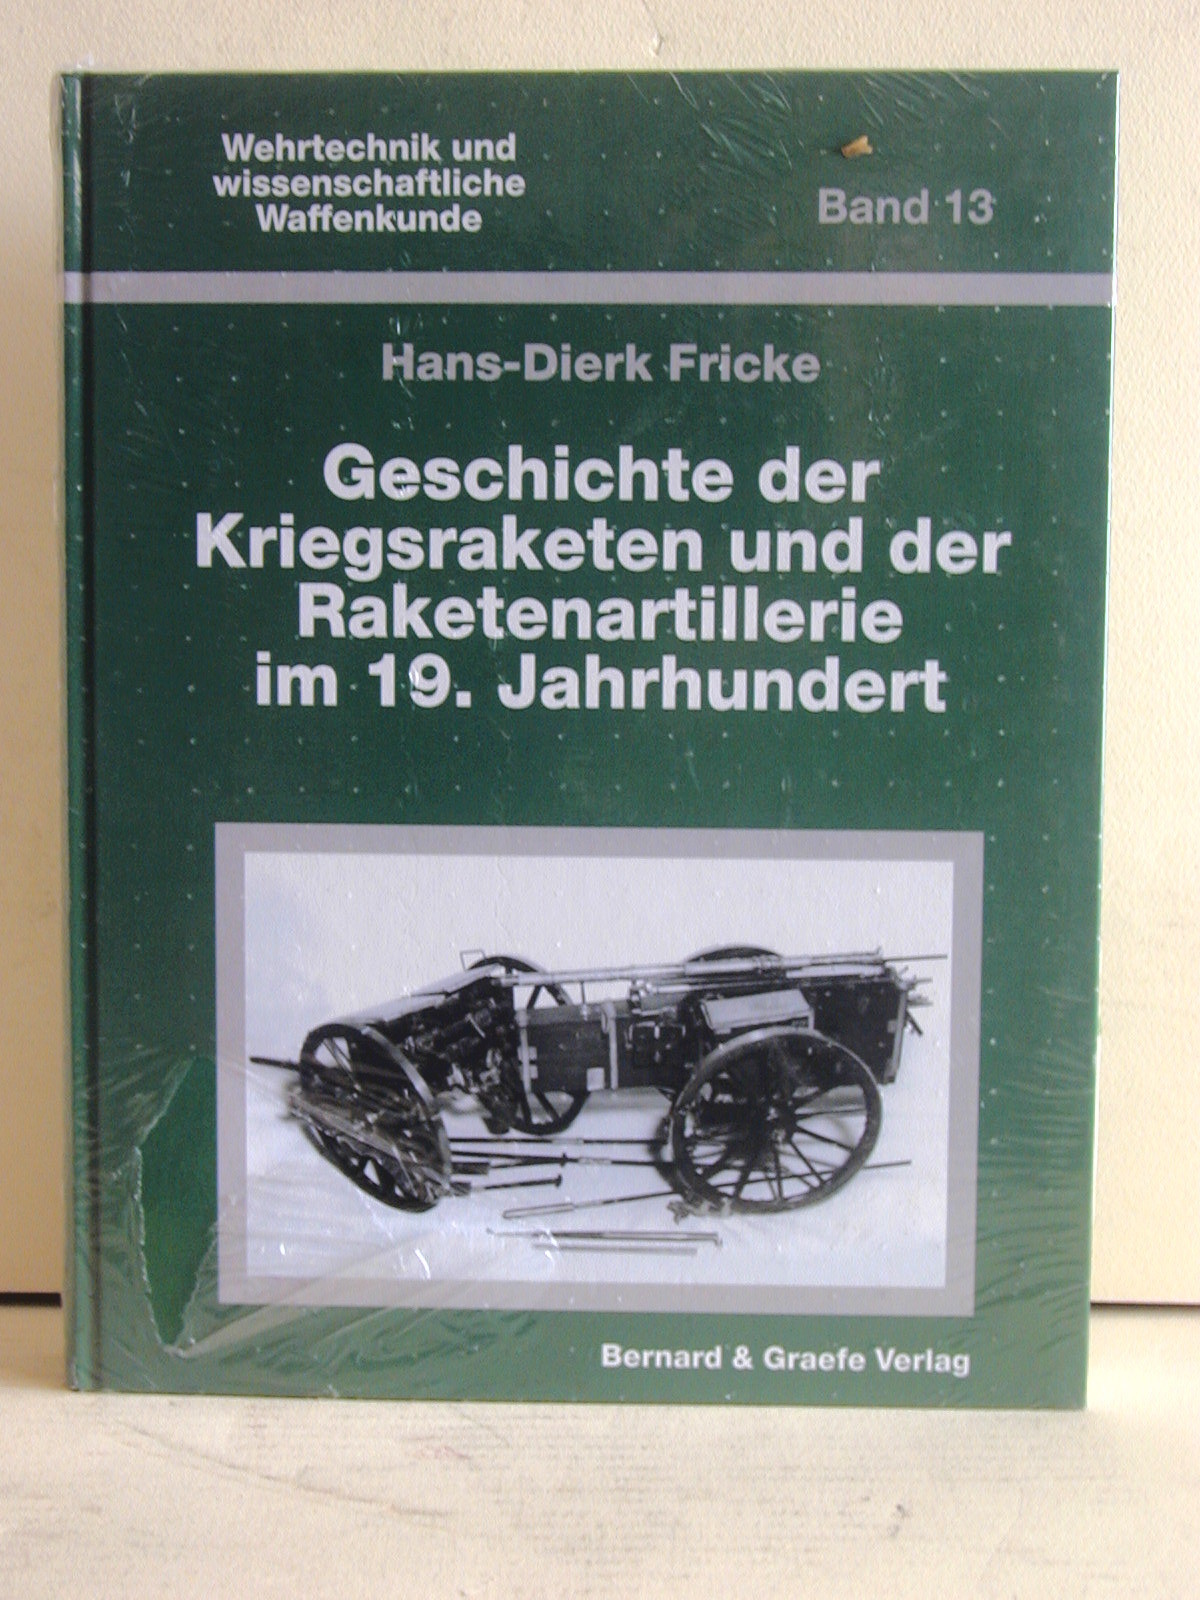 Wehrtechnik und
wissenschaftliche
Waffenkunde
Band 13
Hans-Dierk Fricke
Geschichte der
Kriegsraketen und der
Raketenartillerie
im 19. Jahrhundert
Bernard & Graefe Verlag